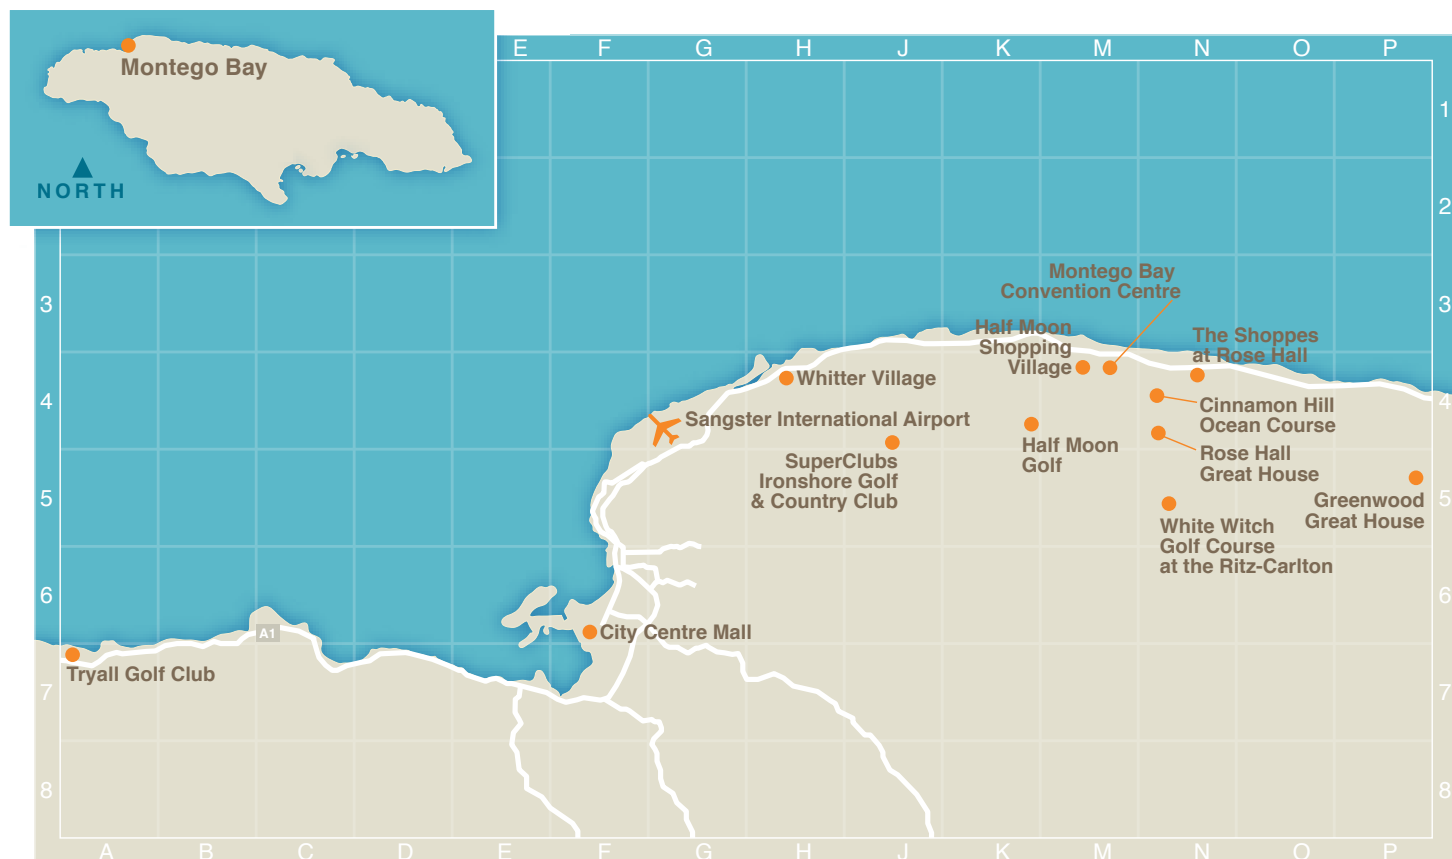 Montego Bay
NORTH
E F G H J K M N O P
1
1
2
2
3
3
4
4
5
5
6
6
7
7
8
8
Montego Bay
Convention Centre
Half Moon
Shopping
Village
The Shoppes
at Rose Hall
Whitter Village
Cinnamon Hill
Ocean Course
Sangster International Airport
Half Moon
Golf
Rose Hall
Great House
SuperClubs
Ironshore Golf
& Country Club
Greenwood
Great House
White Witch
Golf Course
at the Ritz-Carlton
A1
City Centre Mall
Tryall Golf Club
A B C D E F G H J K M N O P